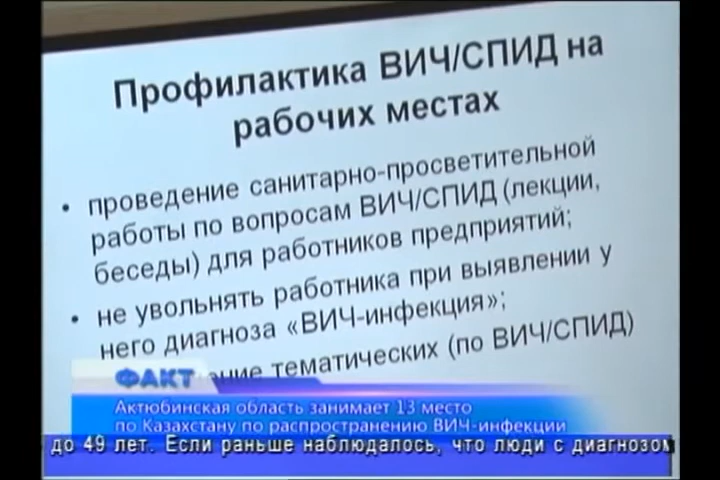 Профилактика ВИЧ/СПИД на
рабочих местах
• проведение санитарно-просветительной
работы по вопросам ВИЧ/СПИД (лекции,
беседы) для работников предприятий;
• не увольнять работника при выявлении у
него диагноза «ВИЧ-инфекция»;
тематических (по ВИЧ/СПИД)
ФАКТ
Актюбинская область занимает 13 место
по Казахстану по распространению ВИЧ-инфекции
до 49 лет. Если раньше наблюдалось, что люди с диагнозом